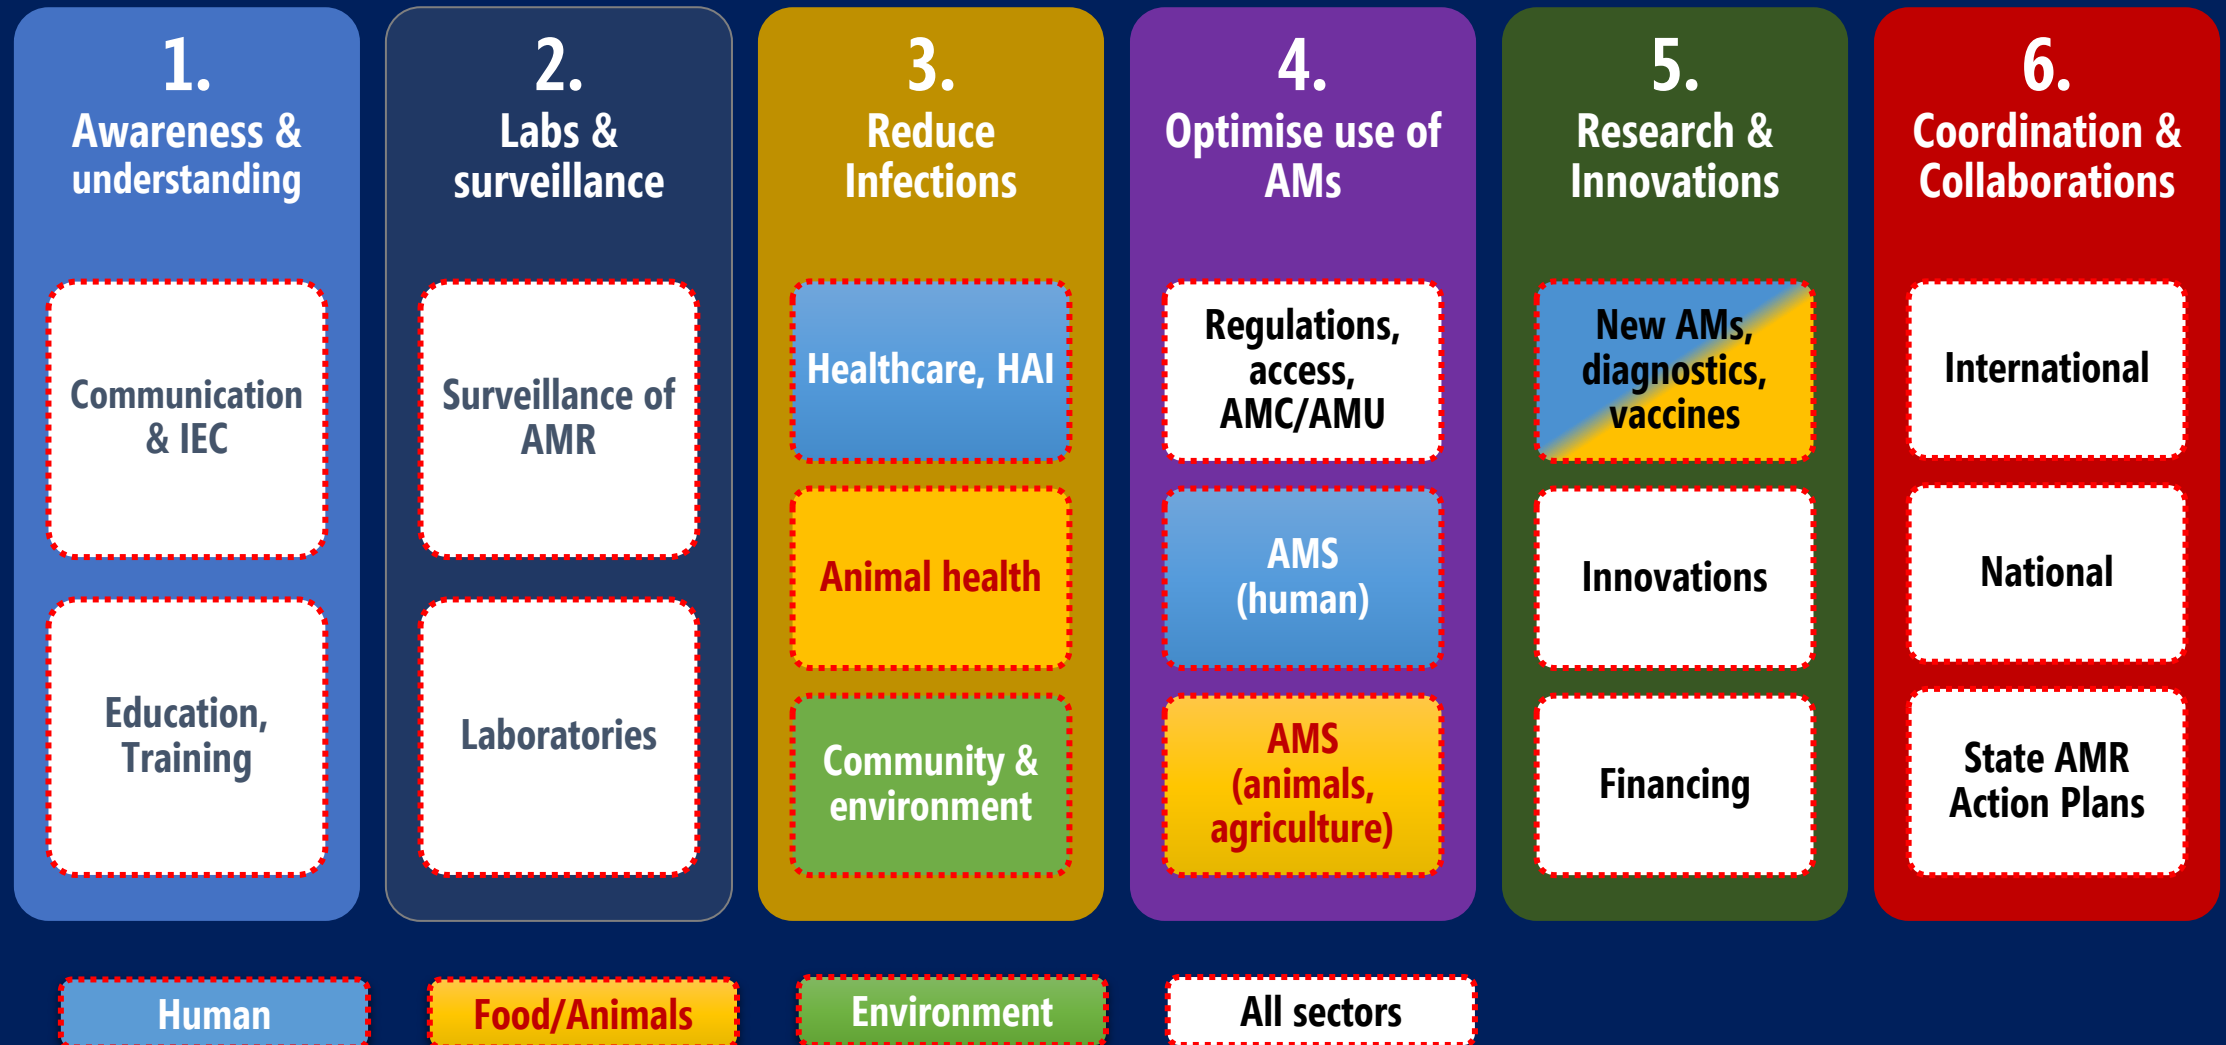 1.
Awareness &
understanding
Communication
& IEC
Education,
Training
2.
Labs &
surveillance
Surveillance of
AMR
Laboratories
3.
Reduce
Infections
Healthcare, HAI
Animal health
Community &
environment
4.
Optimise use of
AMs
Regulations,
access,
AMC/AMU
AMS
(human)
AMS
(animals,
agriculture)
5.
Research &
Innovations
New AMs,
diagnostics,
vaccines
Innovations
Financing
6.
Coordination &
Collaborations
International
National
State AMR
Action Plans
Human
Food/Animals
Environment
All sectors